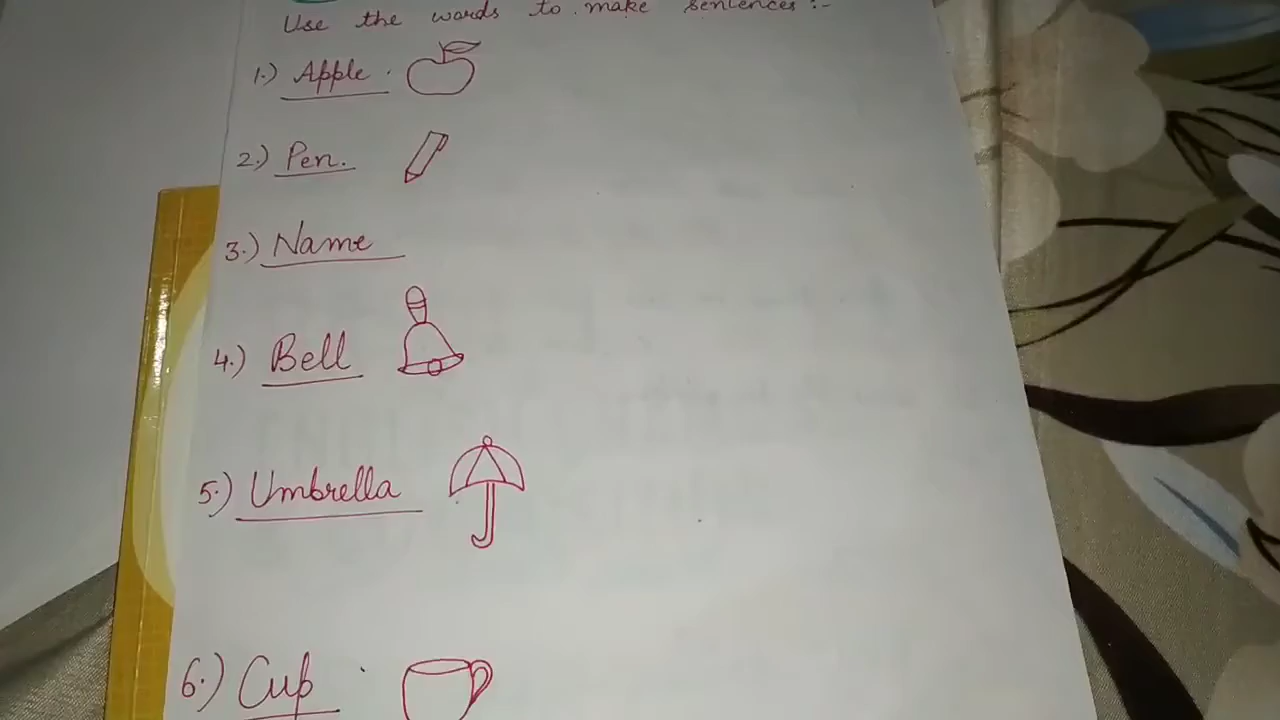 Use the words to make sentences :-
1.) Apple.
2.) Pen.
3.) Name
4.) Bell
5.) Umbrella
6.) Cup